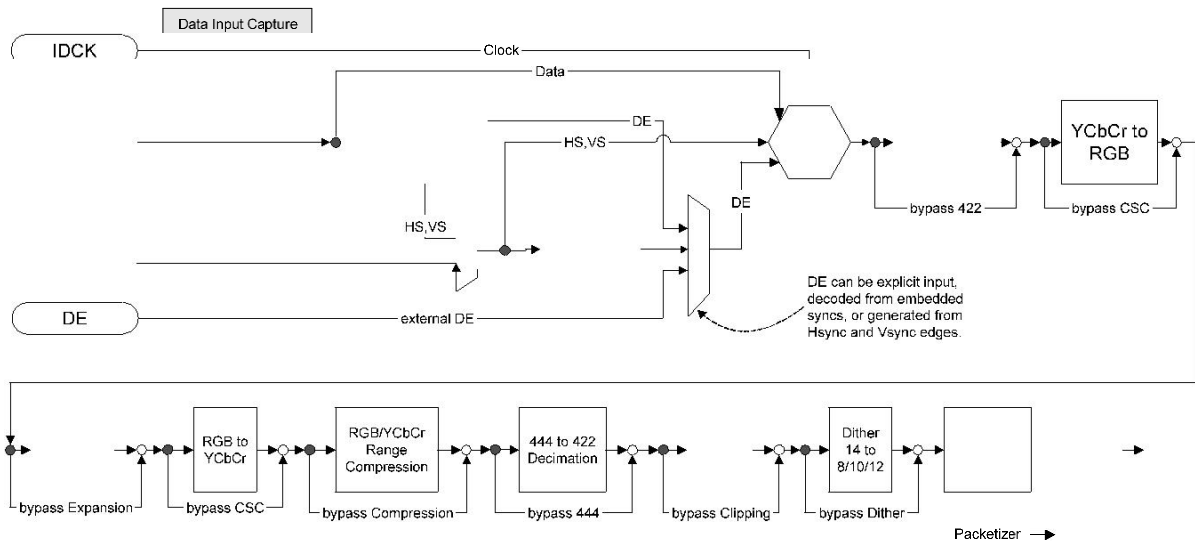 Data Input Capture
IDCK
Clock
Data
DE
HS,VS
YCbCr to
RGB
bypass 422
bypass CSC
DE
HS,VS
DE can be explicit input,
decoded from embedded
syncs, or generated from
Hsync and Vsync edges.
DE
external DE
RGB to
YCbCr
RGB/YCbCr
Range
Compression
444 to 422
Decimation
Dither
14 to
8/10/12
bypass Expansion
bypass CSC
bypass Compression
bypass 444
bypass Clipping
bypass Dither
Packetizer